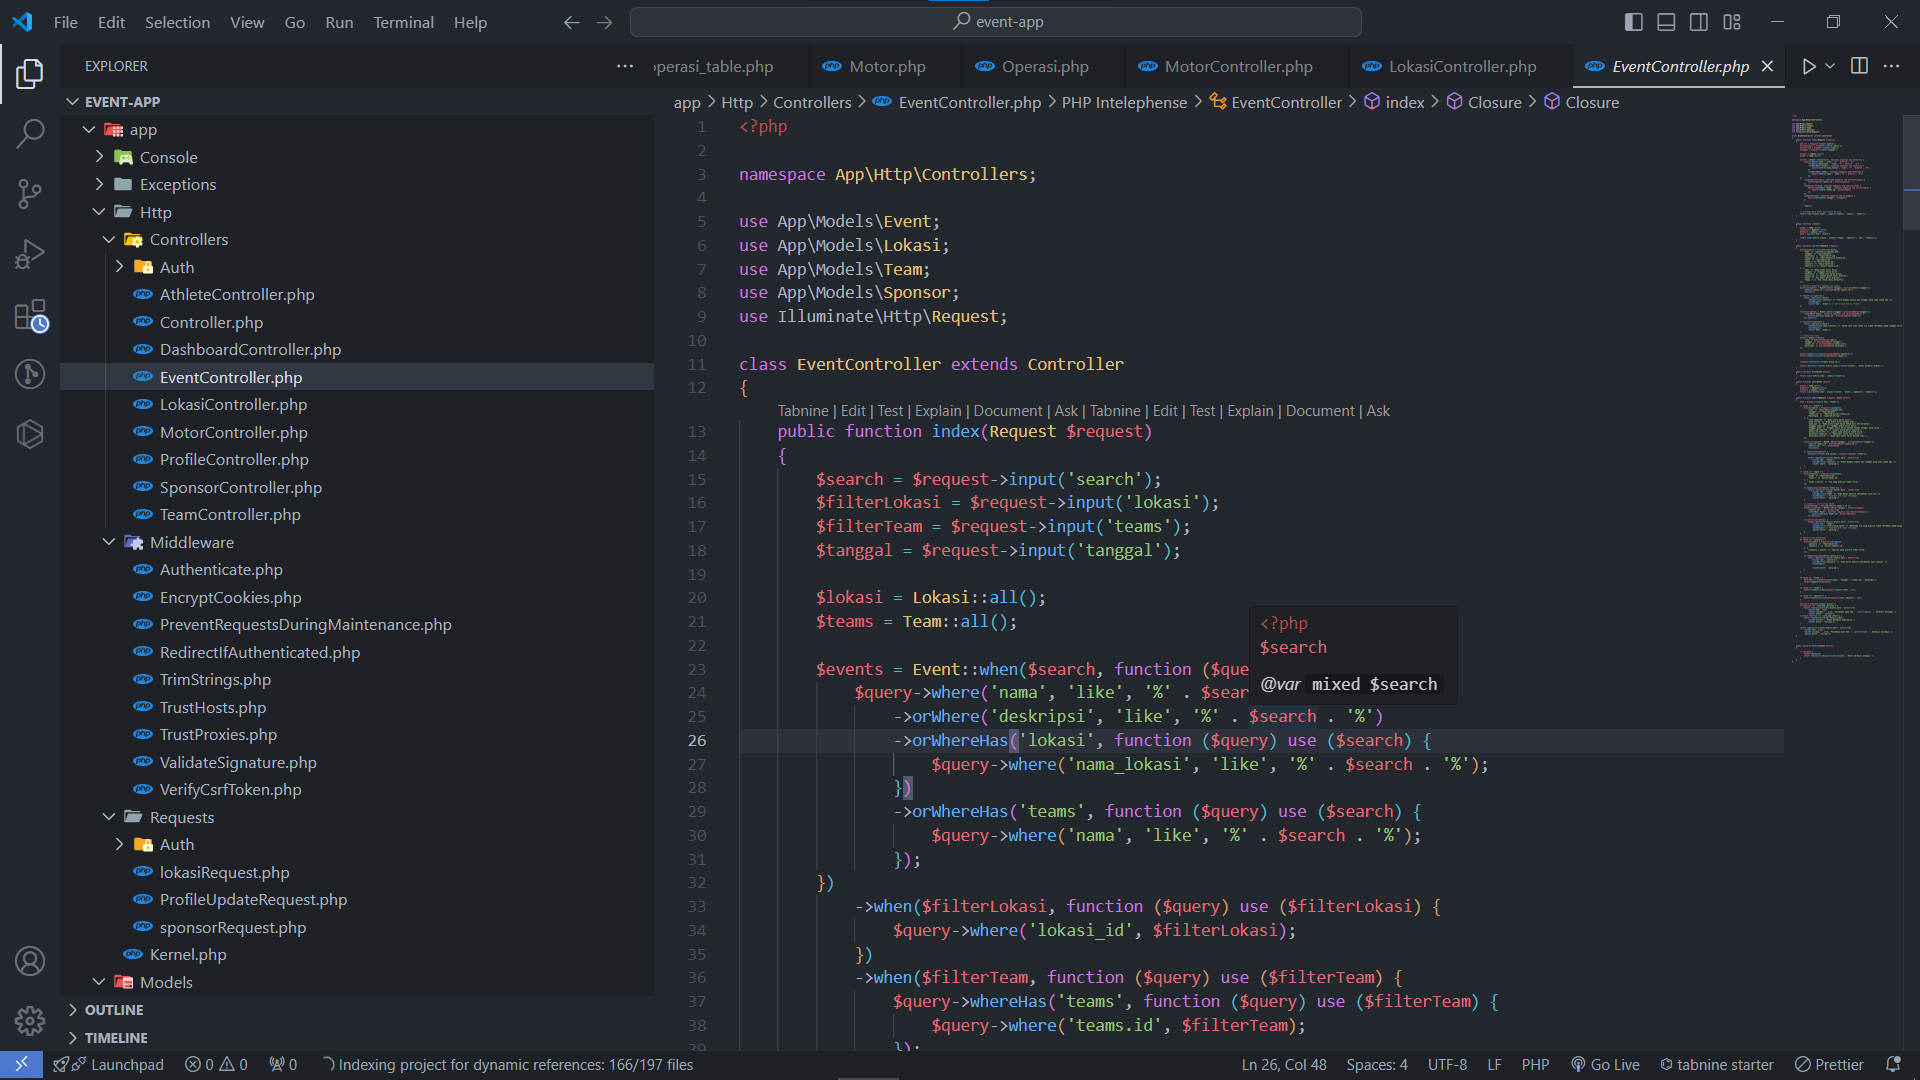 File Edit Selection View Go Run Terminal Help
event-app
EXPLORER
EVENT-APP
app
Console
Exceptions
Http
Controllers
Auth
AthleteController.php
Controller.php
DashboardController.php
EventController.php
LokasiController.php
MotorController.php
ProfileController.php
SponsorController.php
TeamController.php
Middleware
Authenticate.php
EncryptCookies.php
PreventRequestsDuringMaintenance.php
RedirectIfAuthenticated.php
TrimStrings.php
TrustHosts.php
TrustProxies.php
ValidateSignature.php
VerifyCsrfToken.php
Requests
Auth
lokasiRequest.php
ProfileUpdateRequest.php
sponsorRequest.php
Kernel.php
Models
OUTLINE
TIMELINE
operasi_table.php Motor.php Operasi.php MotorController.php LokasiController.php EventController.php
app > Http > Controllers > EventController.php > PHP Intelephense > EventController > index > Closure > Closure
1 <?php
2
3 namespace App\Http\Controllers;
4
5 use App\Models\Event;
6 use App\Models\Lokasi;
7 use App\Models\Team;
8 use App\Models\Sponsor;
9 use Illuminate\Http\Request;
10
11 class EventController extends Controller
12 {
Tabnine | Edit | Test | Explain | Document | Ask | Tabnine | Edit | Test | Explain | Document | Ask
13 public function index(Request $request)
14 {
15 $search = $request->input('search');
16 $filterLokasi = $request->input('lokasi');
17 $filterTeam = $request->input('teams');
18 $tanggal = $request->input('tanggal');
19
20 $lokasi = Lokasi::all();
21 $teams = Team::all();
22
23 $events = Event::when($search, function ($que
24 $query->where('nama', 'like', '%' . $sear
25 ->orWhere('deskripsi', 'like', '%' . $search . '%')
26 ->orWhereHas('lokasi', function ($query) use ($search) {
27 $query->where('nama_lokasi', 'like', '%' . $search . '%');
28 })
29 ->orWhereHas('teams', function ($query) use ($search) {
30 $query->where('nama', 'like', '%' . $search . '%');
31 });
32 })
33 ->when($filterLokasi, function ($query) use ($filterLokasi) {
34 $query->where('lokasi_id', $filterLokasi);
35 })
36 ->when($filterTeam, function ($query) use ($filterTeam) {
37 $query->whereHas('teams', function ($query) use ($filterTeam) {
38 $query->where('teams.id', $filterTeam);
39 });
<?php
$search
@var mixed $search
Launchpad 0 0 0 Indexing project for dynamic references: 166/197 files Ln 26, Col 48 Spaces: 4 UTF-8 LF PHP Go Live tabnine starter Prettier